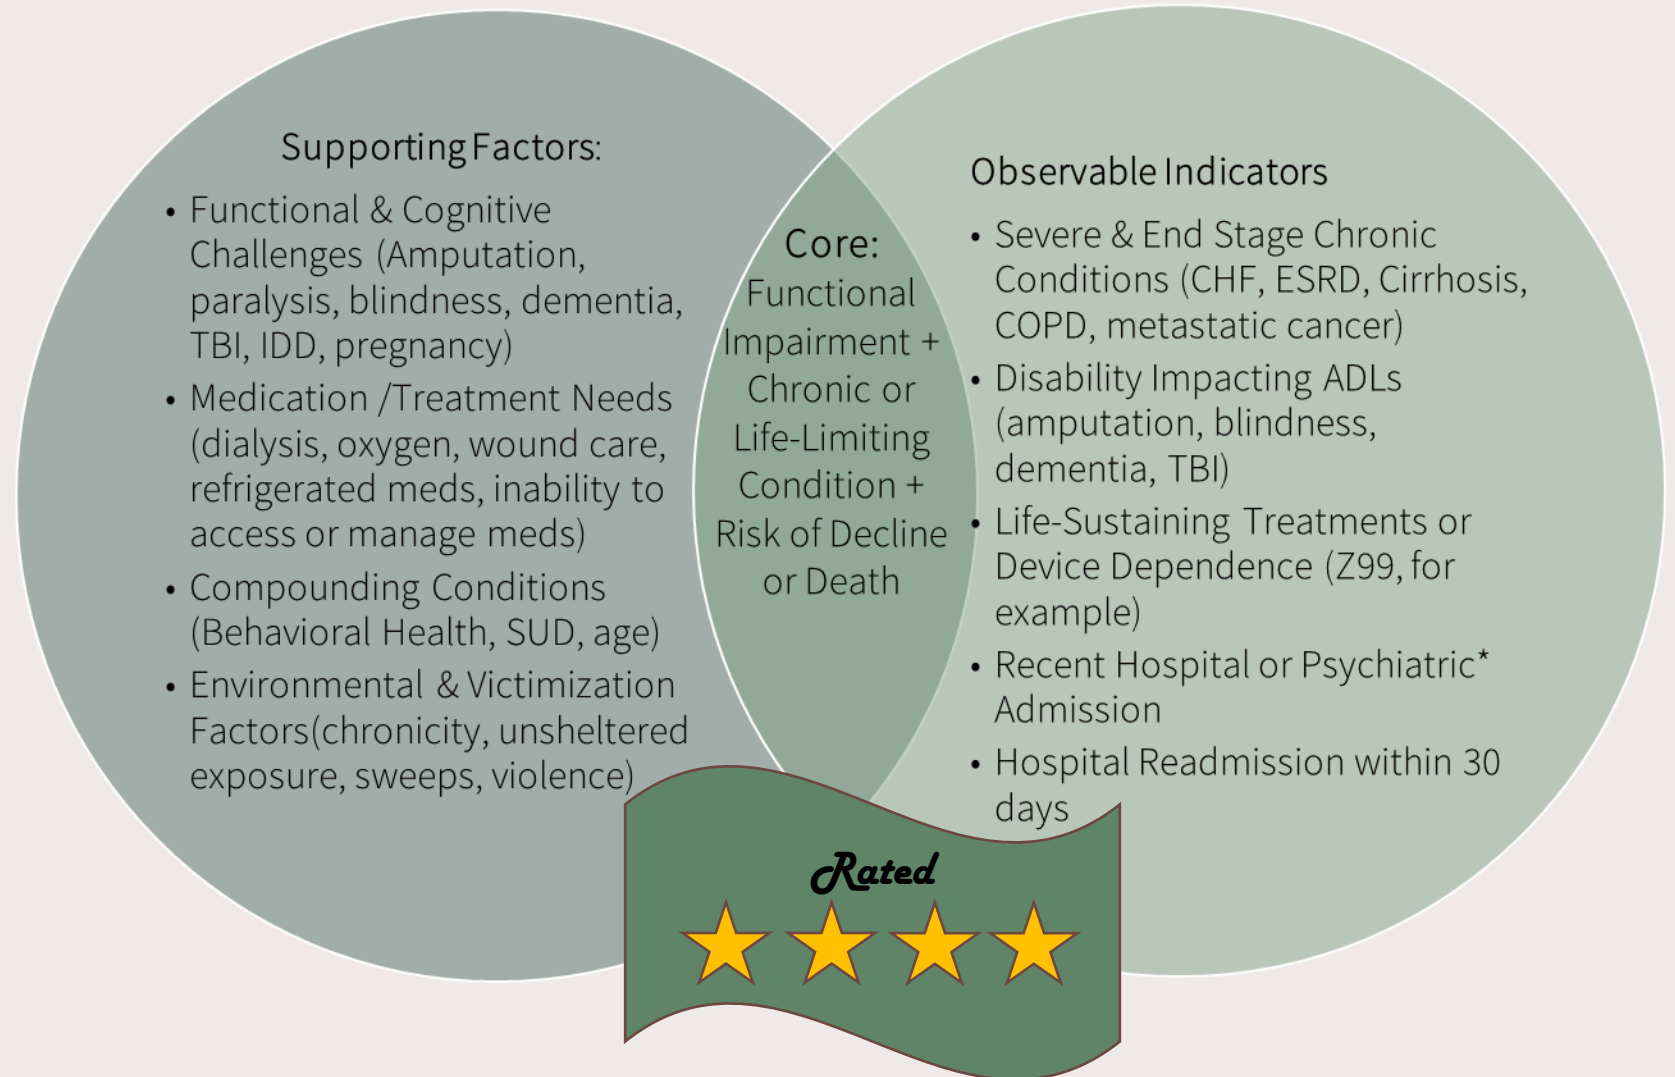 Supporting Factors:
• Functional & Cognitive
Challenges (Amputation,
paralysis, blindness, dementia,
TBI, IDD, pregnancy)
• Medication /Treatment Needs
(dialysis, oxygen, wound care,
refrigerated meds, inability to
access or manage meds)
• Compounding Conditions
(Behavioral Health, SUD, age)
• Environmental & Victimization
Factors(chronicity, unsheltered
exposure, sweeps, violence)
Core:
Functional
Impairment +
Chronic or
Life-Limiting
Condition +
Risk of Decline
or Death
Observable Indicators
• Severe & End Stage Chronic
Conditions (CHF, ESRD, Cirrhosis,
COPD, metastatic cancer)
• Disability Impacting ADLs
(amputation, blindness,
dementia, TBI)
• Life-Sustaining Treatments or
Device Dependence (Z99, for
example)
• Recent Hospital or Psychiatric*
Admission
• Hospital Readmission within 30
days
Rated